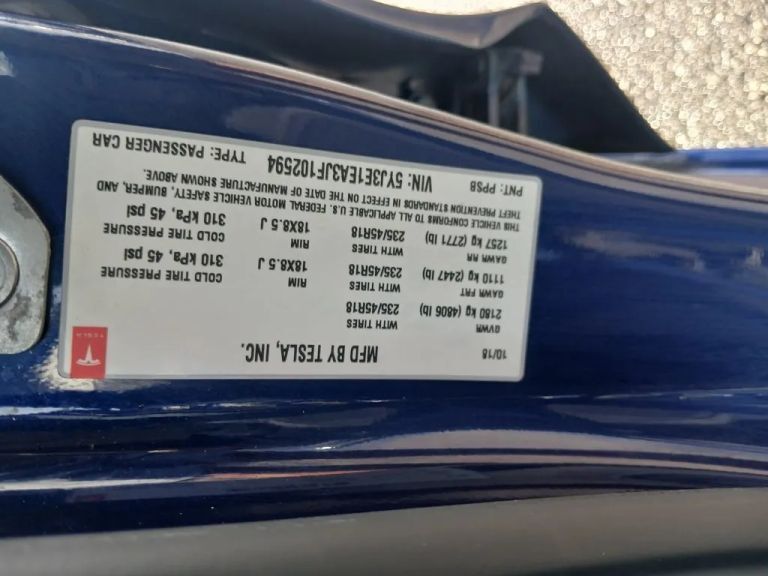 MFD BY TESLA, INC.
10/18
TESLA
GVWR
2180 kg (4806 lb)
WITH TIRES
235/45R18
GAWR FRT
1110 kg (2447 lb)
WITH TIRES
235/45R18
RIM
18X8.5 J
COLD TIRE PRESSURE
310 kPa, 45 psi
GAWR RR
1257 kg (2771 lb)
WITH TIRES
235/45R18
RIM
18X8.5 J
COLD TIRE PRESSURE
310 kPa, 45 psi
THIS VEHICLE CONFORMS TO ALL APPLICABLE U.S. FEDERAL MOTOR VEHICLE SAFETY, BUMPER, AND
THEFT PREVENTION STANDARDS IN EFFECT ON THE DATE OF MANUFACTURE SHOWN ABOVE.
PNT: PPSB
VIN: 5YJ3E1EA3JF102594
TYPE: PASSENGER CAR